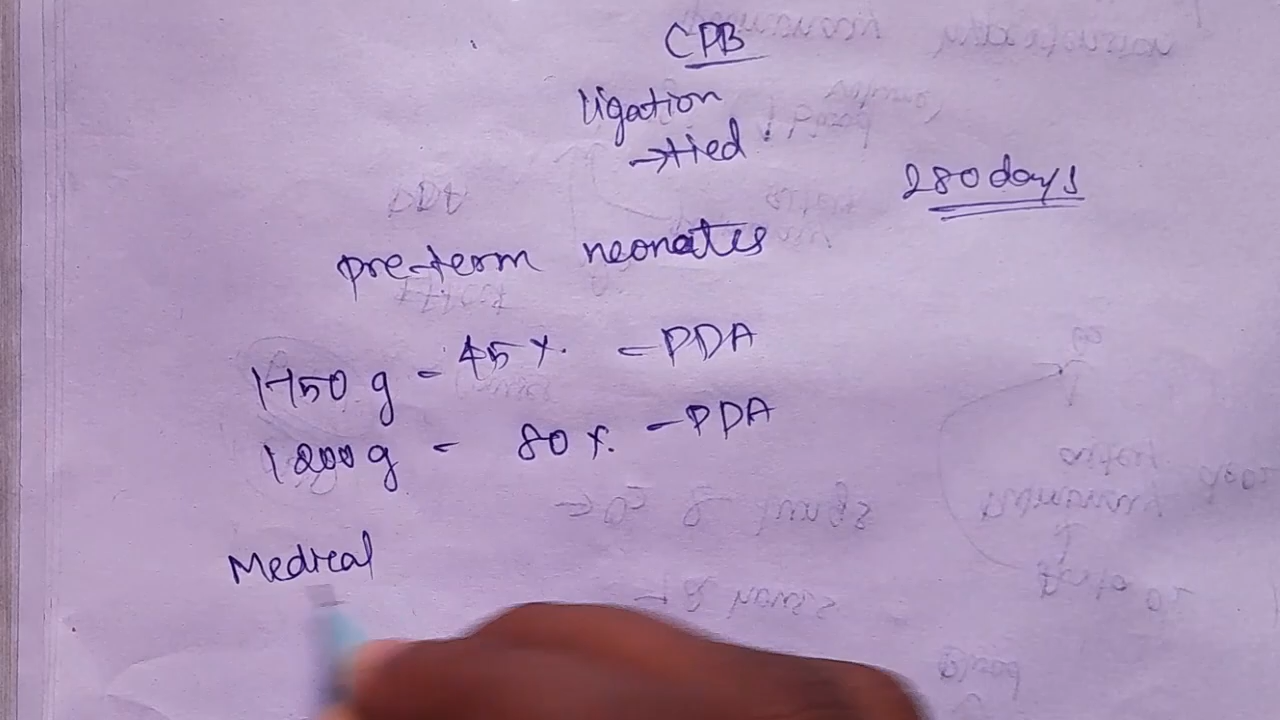 CPB
ligation
→tied
280 days
pre-term neonates
1750 g - 45 %. - PDA
1200 g - 80 %. - PDA
Medical